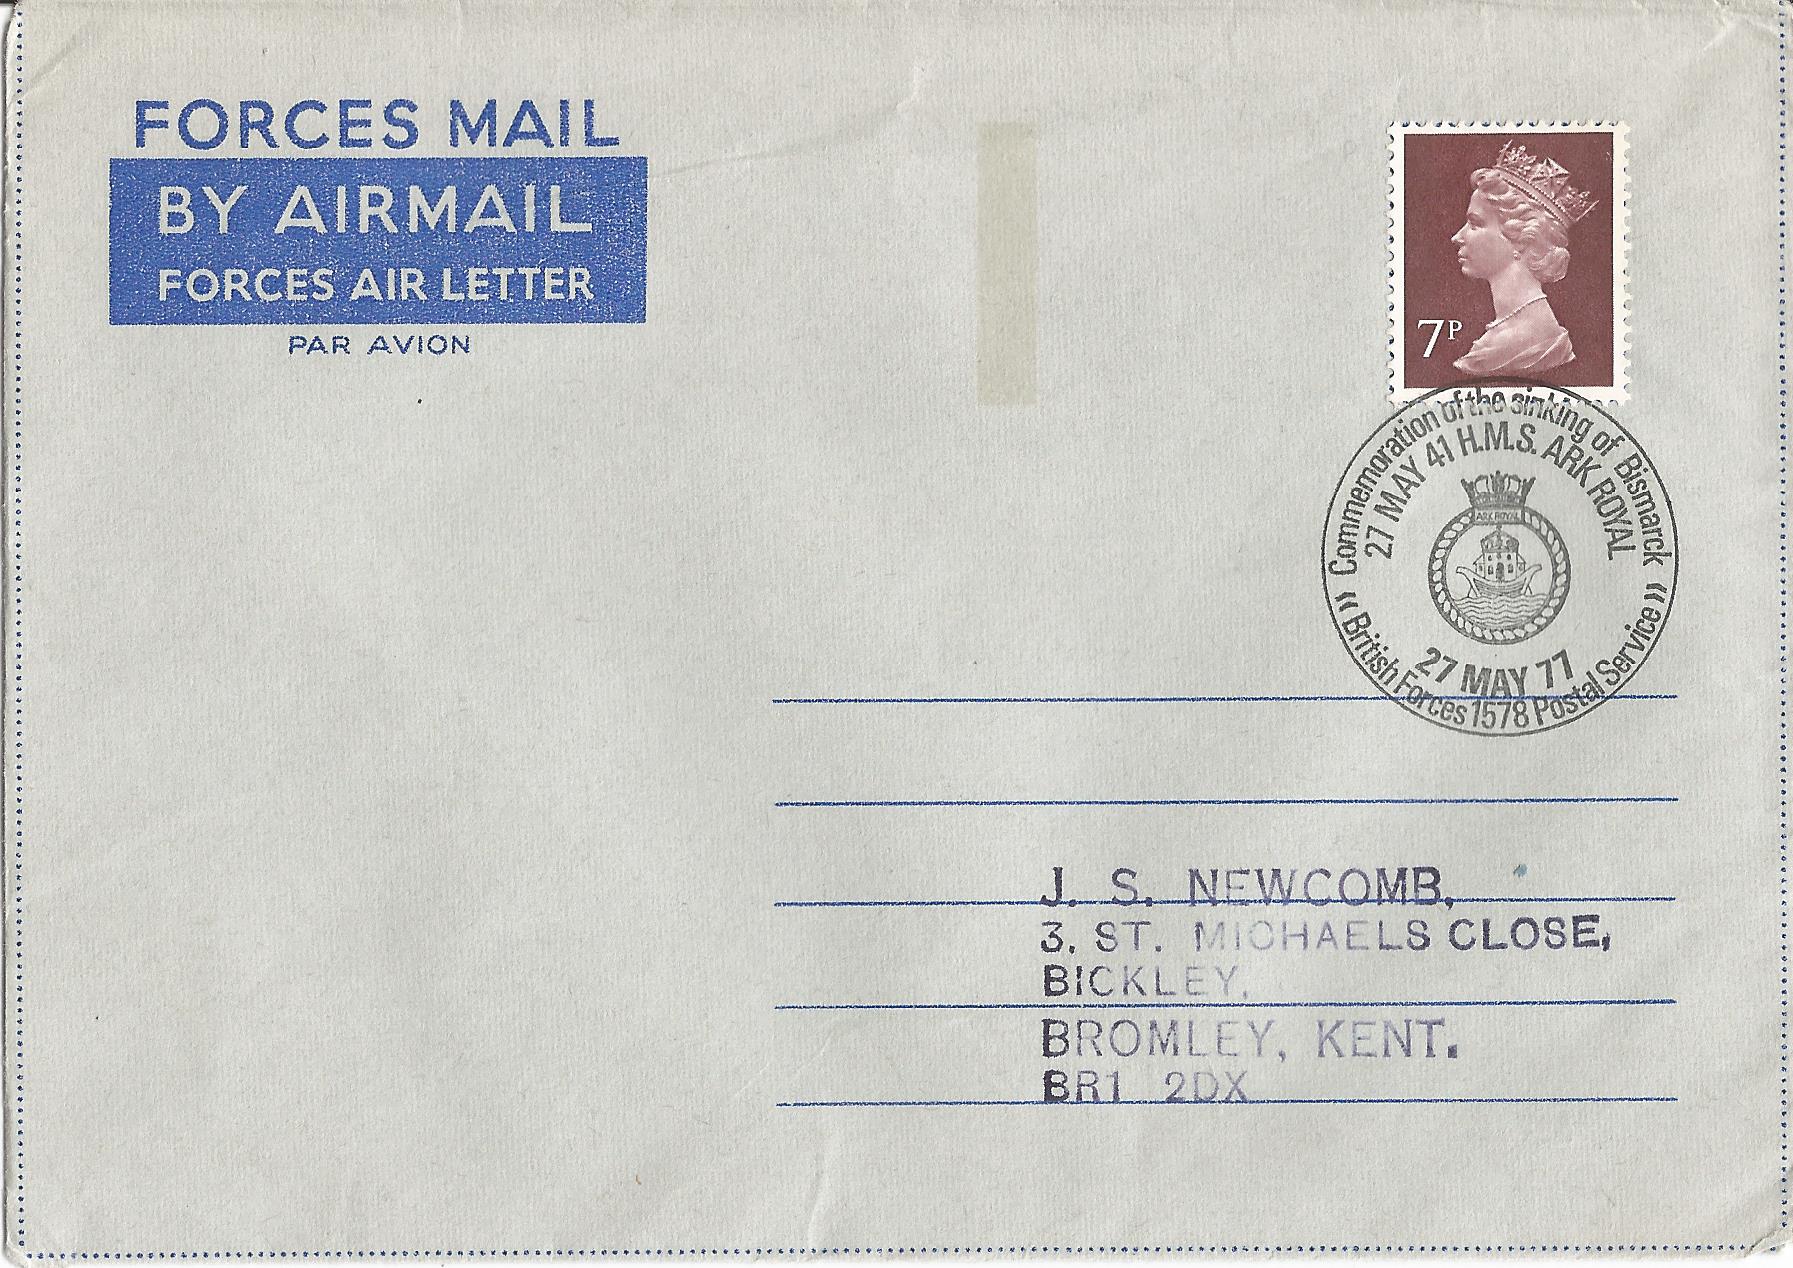 FORCES MAIL
BY AIRMAIL
FORCES AIR LETTER
PAR AVION
7P
Commemoration of the sinking of Bismarck
27 MAY 41 H.M.S. ARK ROYAL
ARK ROYAL
27 MAY 77
British Forces 1578 Postal Service
J. S. NEWCOMB,
3. ST. MICHAELS CLOSE,
BICKLEY,
BROMLEY, KENT.
BR1 2DX